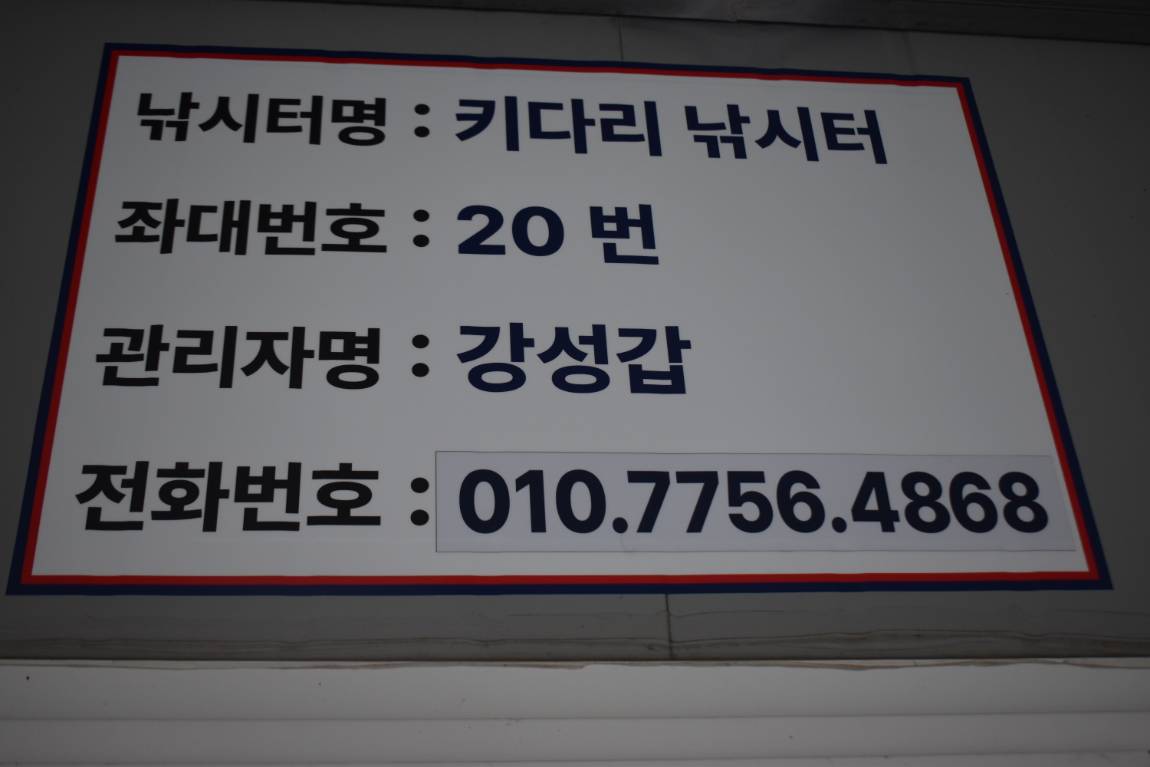 낚시터명 : 키다리 낚시터
좌대번호 : 20 번
관리자명 : 강성갑
전화번호 : 010.7756.4868